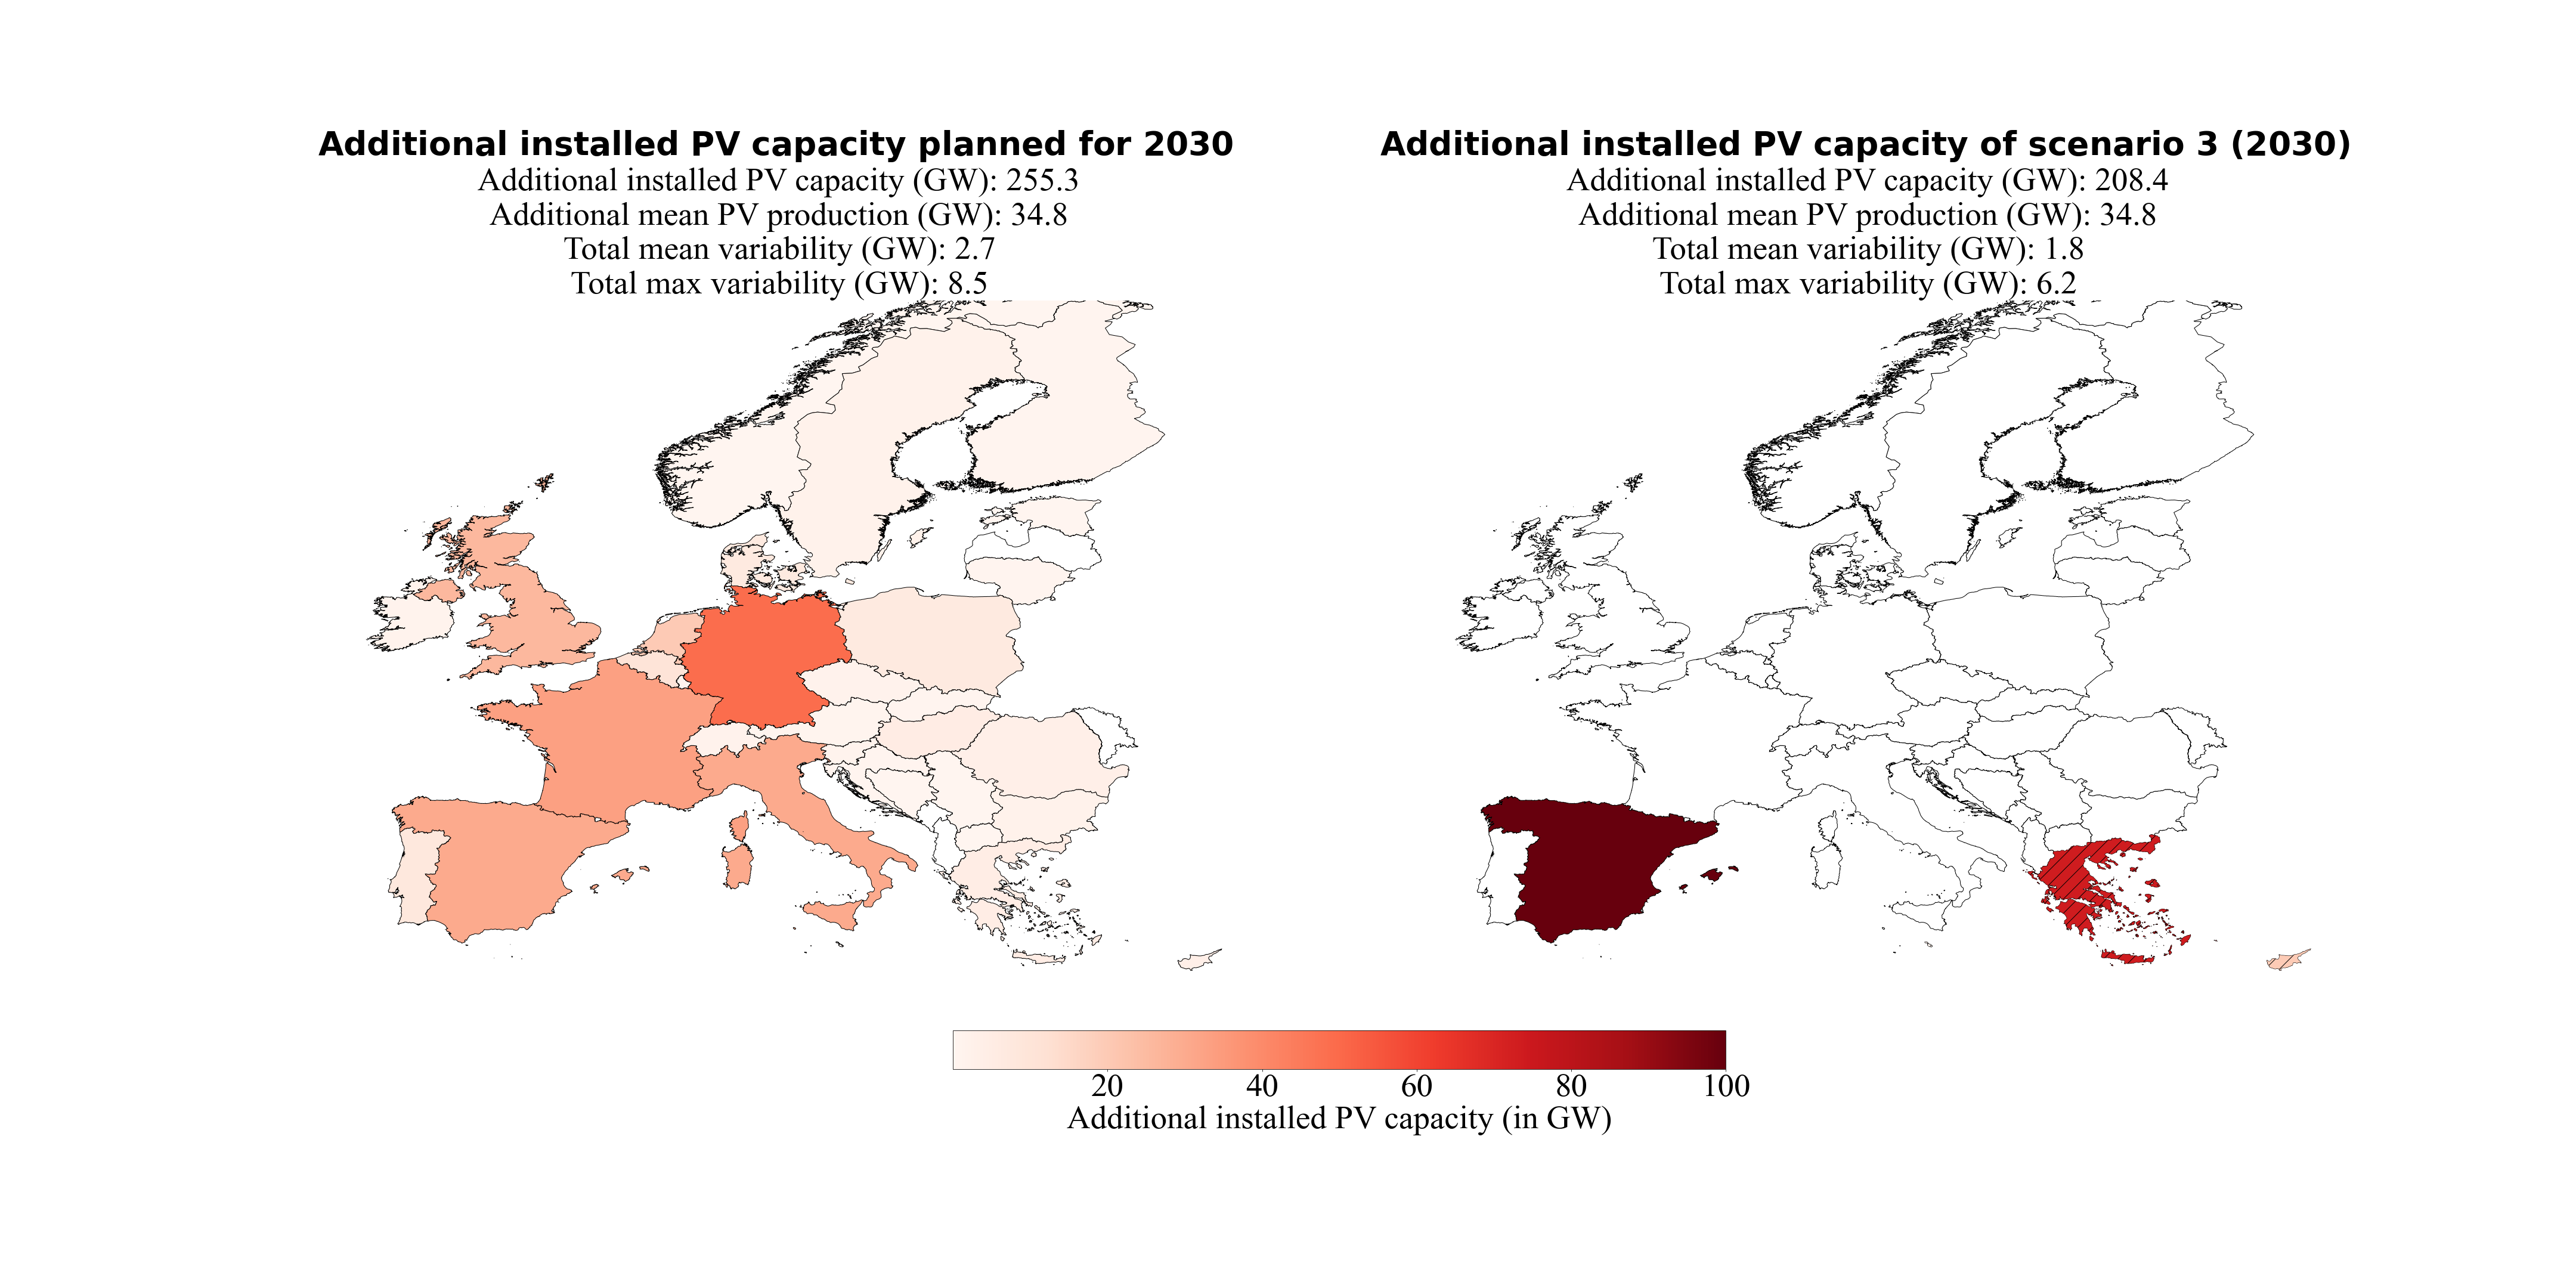 Additional installed PV capacity planned for 2030
Additional installed PV capacity (GW): 255.3
Additional mean PV production (GW): 34.8
Total mean variability (GW): 2.7
Total max variability (GW): 8.5
Additional installed PV capacity of scenario 3 (2030)
Additional installed PV capacity (GW): 208.4
Additional mean PV production (GW): 34.8
Total mean variability (GW): 1.8
Total max variability (GW): 6.2
20 40 60 80 100
Additional installed PV capacity (in GW)